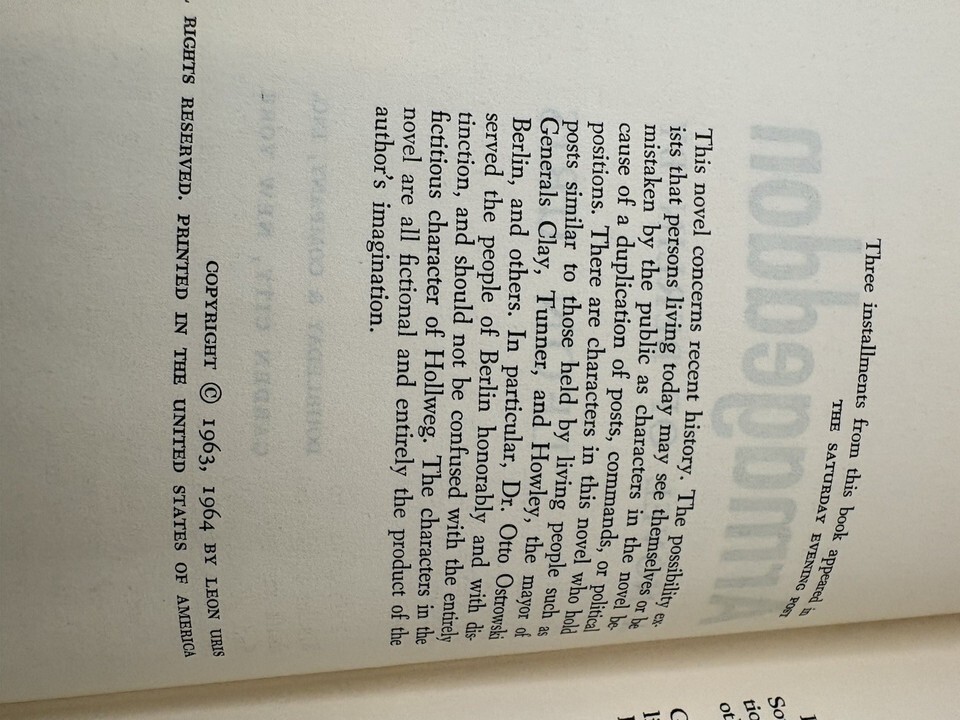 Three installments from this book appeared in
THE SATURDAY EVENING POST
This novel concerns recent history. The possibility ex-
ists that persons living today may see themselves or be
mistaken by the public as characters in the novel be-
cause of a duplication of posts, commands, or political
positions. There are characters in this novel who hold
posts similar to those held by living people such as
Generals Clay, Tunner, and Howley, the mayor of
Berlin, and others. In particular, Dr. Otto Ostrowski
served the people of Berlin honorably and with dis-
tinction, and should not be confused with the entirely
fictitious character of Hollweg. The characters in the
novel are all fictional and entirely the product of the
author's imagination.
COPYRIGHT © 1963, 1964 BY LEON URIS
RIGHTS RESERVED. PRINTED IN THE UNITED STATES OF AMERICA